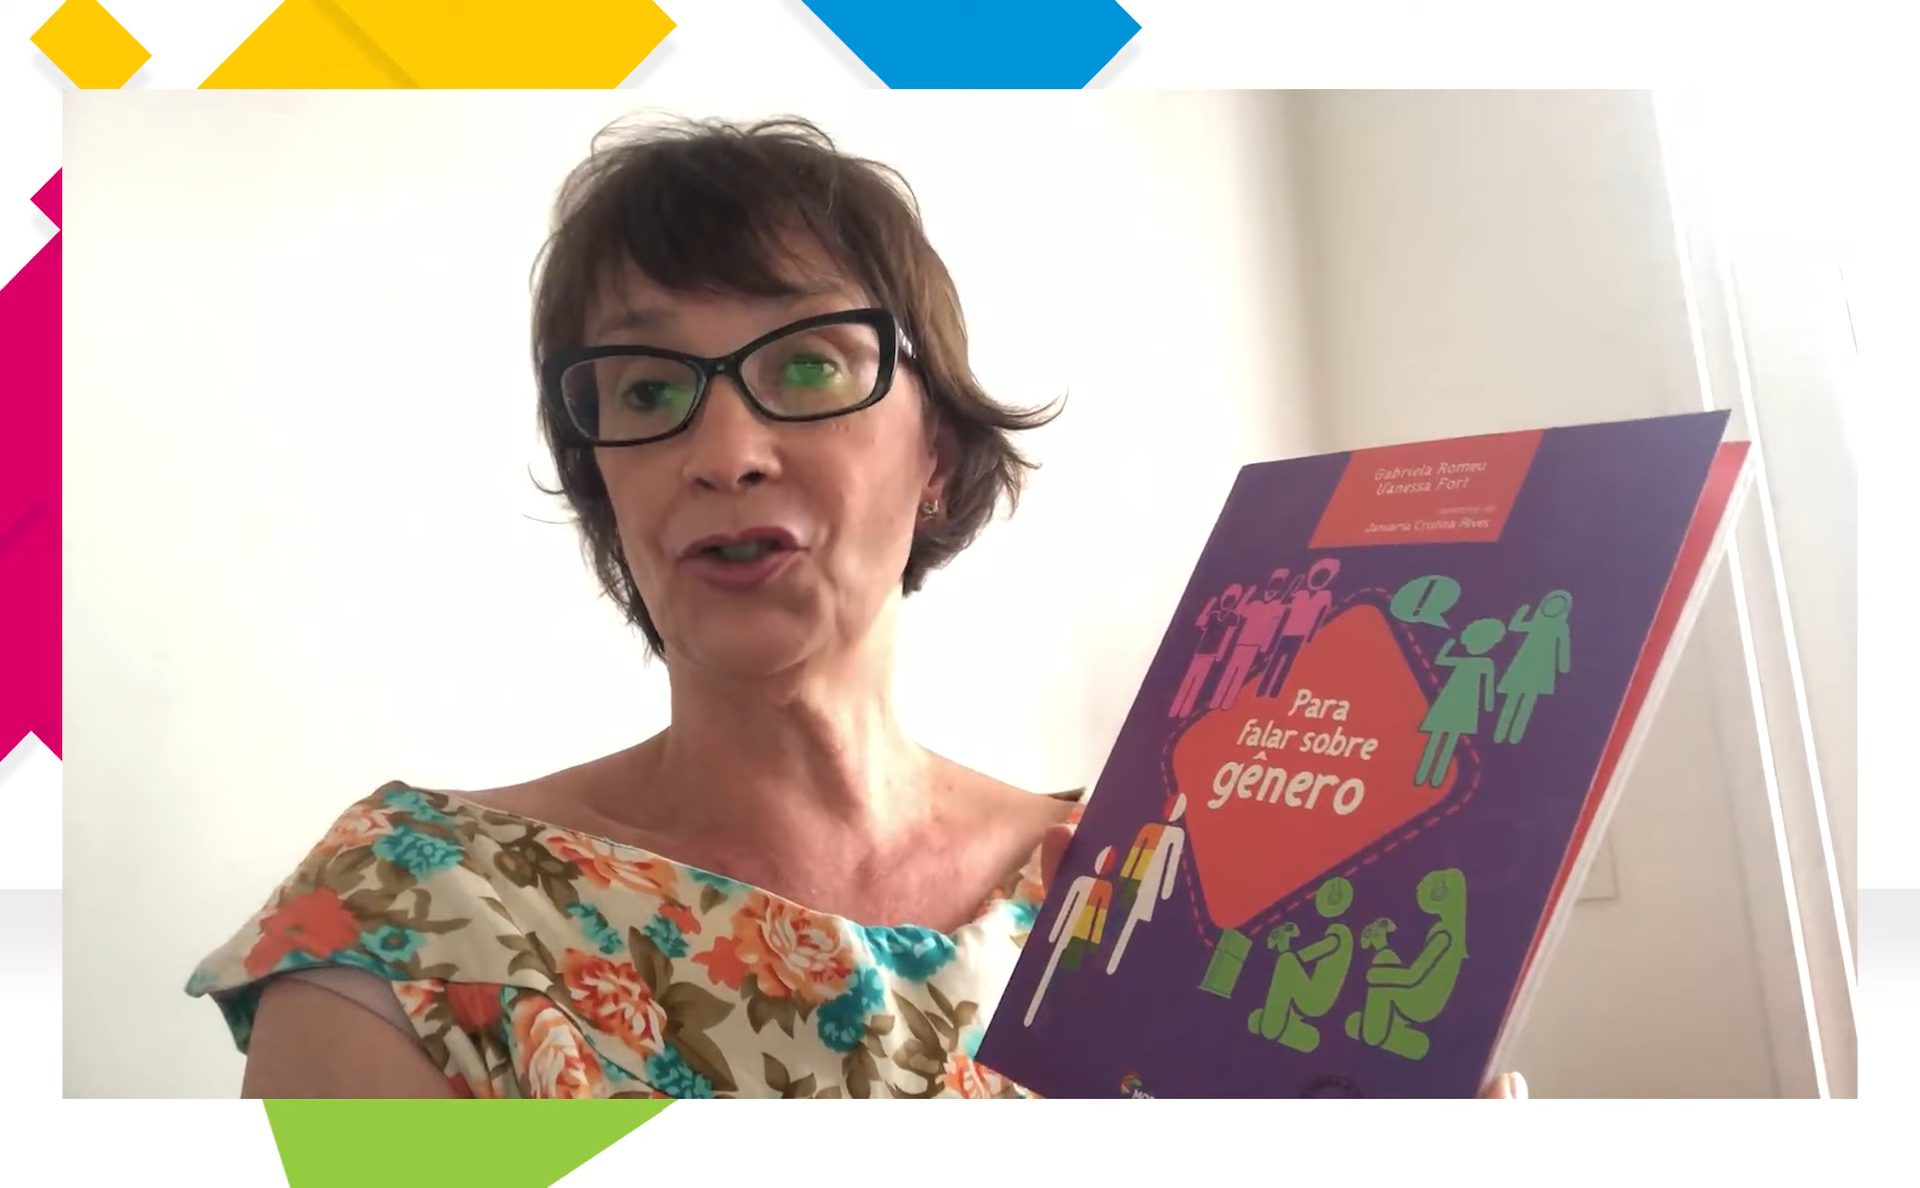 Gabriela Romeu
Vanessa Fort
Januária Cristina Alves
!
Para
falar sobre
gênero